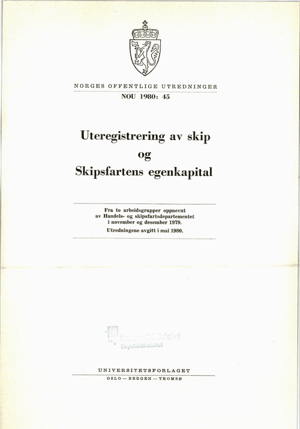 NORGES OFFENTLIGE UTREDNINGER
NOU 1980: 45
Uteregistrering av skip
og
Skipsfartens egenkapital
Fra to arbeidsgrupper oppnevnt
av Handels- og skipsfartsdepartementet
i november og desember 1979.
Utredningene avgitt i mai 1980.
UNIVERSITETSFORLAGET
OSLO — BERGEN — TROMSØ